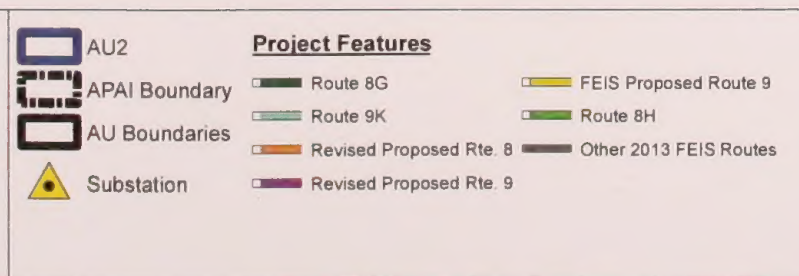 AU2
APAI Boundary
AU Boundaries
Substation
Project Features
Route 8G
Route 9K
Revised Proposed Rte. 8
Revised Proposed Rte. 9
FEIS Proposed Route 9
Route 8H
Other 2013 FEIS Routes